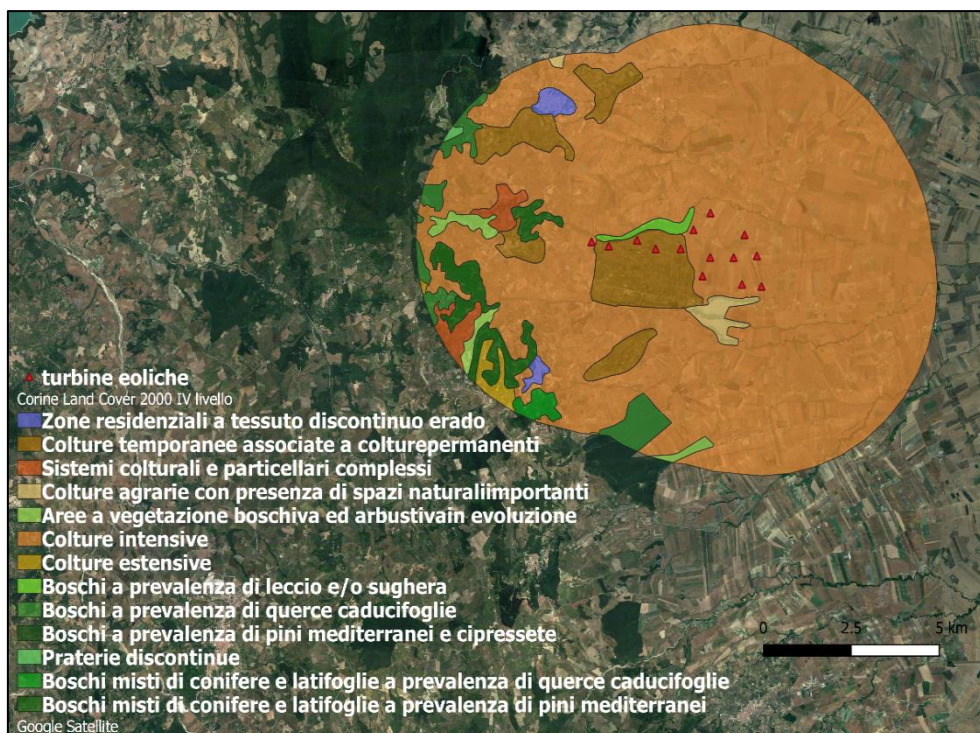 turbine eoliche
Corine Land Cover 2000 IV livello
Zone residenziali a tessuto discontinuo erado
Colture temporanee associate a colturepermanenti
Sistemi colturali e particellari complessi
Colture agrarie con presenza di spazi naturaliimportanti
Aree a vegetazione boschiva ed arbustivain evoluzione
Colture intensive
Colture estensive
Boschi a prevalenza di leccio e/o sughera
Boschi a prevalenza di querce caducifoglie
Boschi a prevalenza di pini mediterranei e cipressete
Praterie discontinue
Boschi misti di conifere e latifoglie a prevalenza di querce caducifoglie
Boschi misti di conifere e latifoglie a prevalenza di pini mediterranei
Google Satellite
0 2.5 5 km